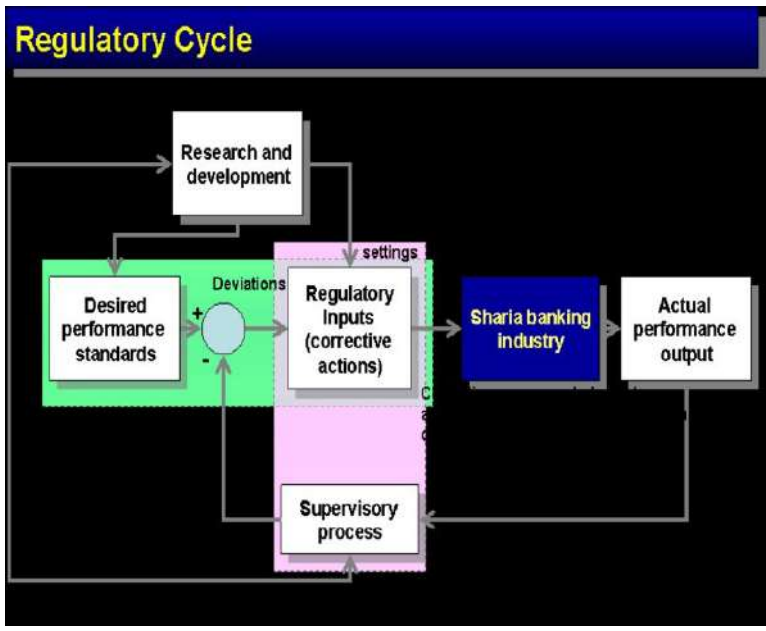 Regulatory Cycle
Research and
development
settings
Deviations
Desired
performance
standards
+
-
Regulatory
Inputs
(corrective
actions)
Sharia banking
industry
Actual
performance
output
Supervisory
process